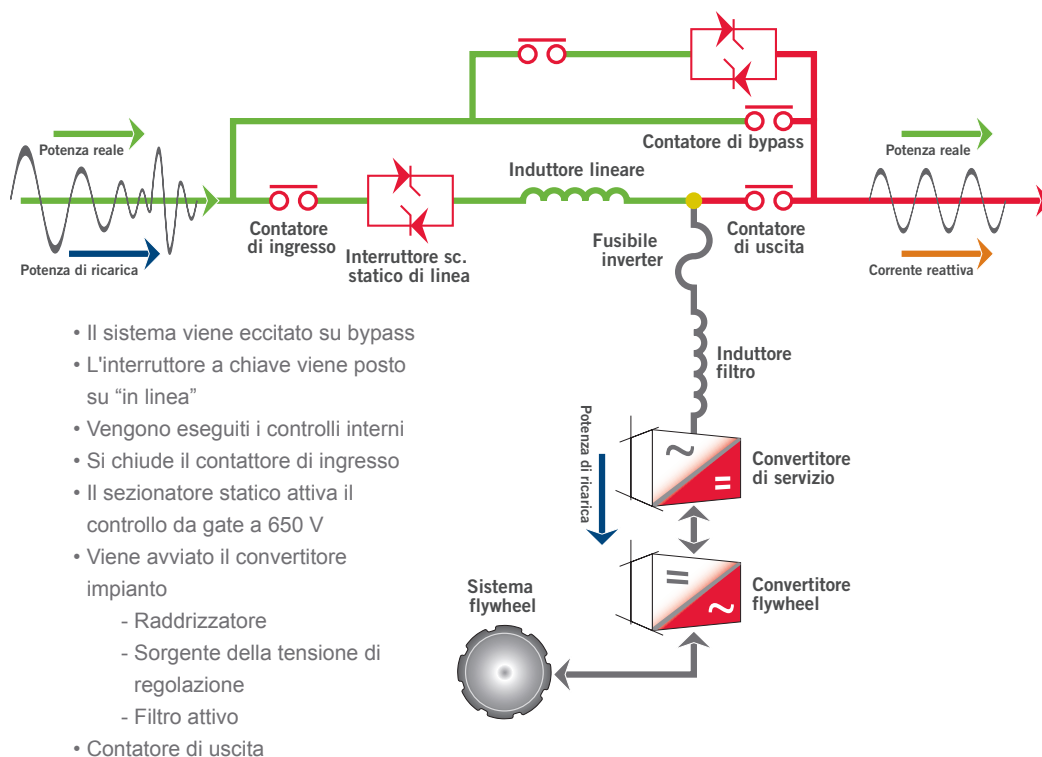 Potenza reale
Potenza di ricarica
Contatore
di ingresso
Interruttore sc.
statico di linea
Induttore lineare
Contatore di bypass
Fusibile
inverter
Contatore
di uscita
Potenza reale
Corrente reattiva
Induttore
filtro
Potenza di ricarica
Convertitore
di servizio
Convertitore
flywheel
Sistema
flywheel
• Il sistema viene eccitato su bypass
• L'interruttore a chiave viene posto
su “in linea”
• Vengono eseguiti i controlli interni
• Si chiude il contattore di ingresso
• Il sezionatore statico attiva il
controllo da gate a 650 V
• Viene avviato il convertitore
impianto
- Raddrizzatore
- Sorgente della tensione di
regolazione
- Filtro attivo
• Contatore di uscita